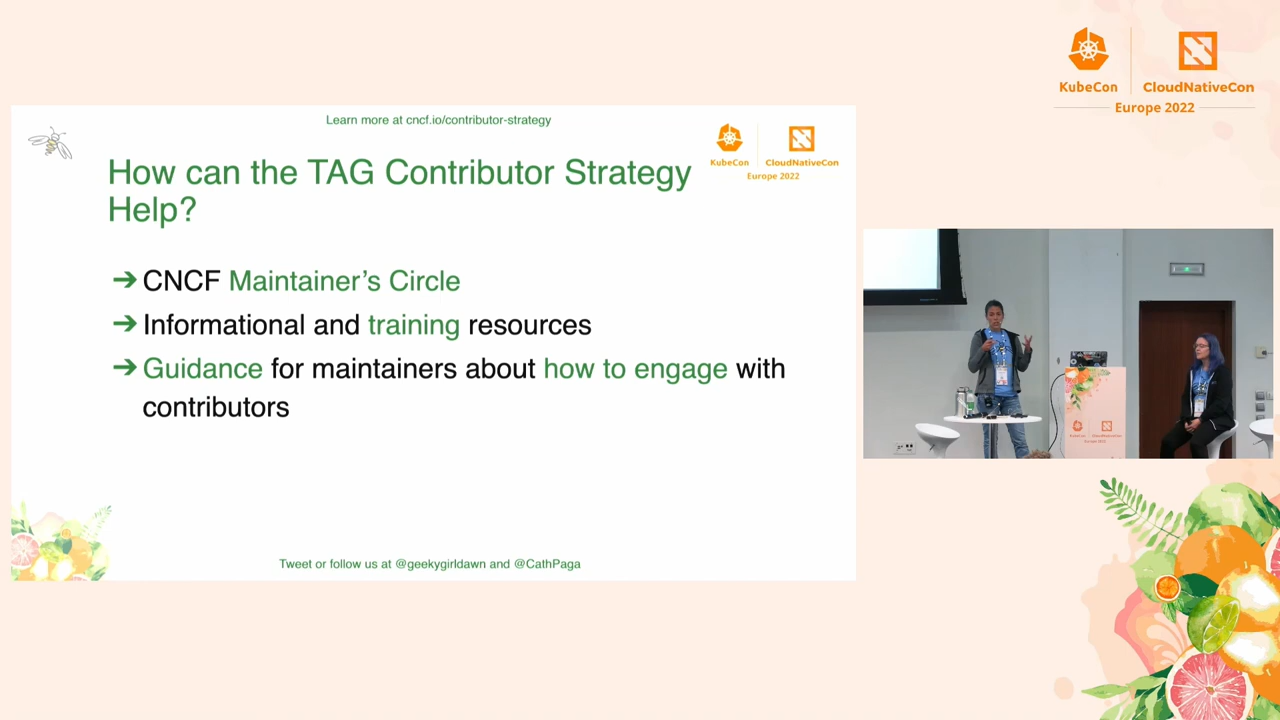 KubeCon
CloudNativeCon
Europe 2022
Learn more at cncf.io/contributor-strategy
KubeCon
CloudNativeCon
Europe 2022
How can the TAG Contributor Strategy
Help?
➔ CNCF Maintainer's Circle
➔ Informational and training resources
➔ Guidance for maintainers about how to engage with
contributors
Tweet or follow us at @geekygirldawn and @CathPaga